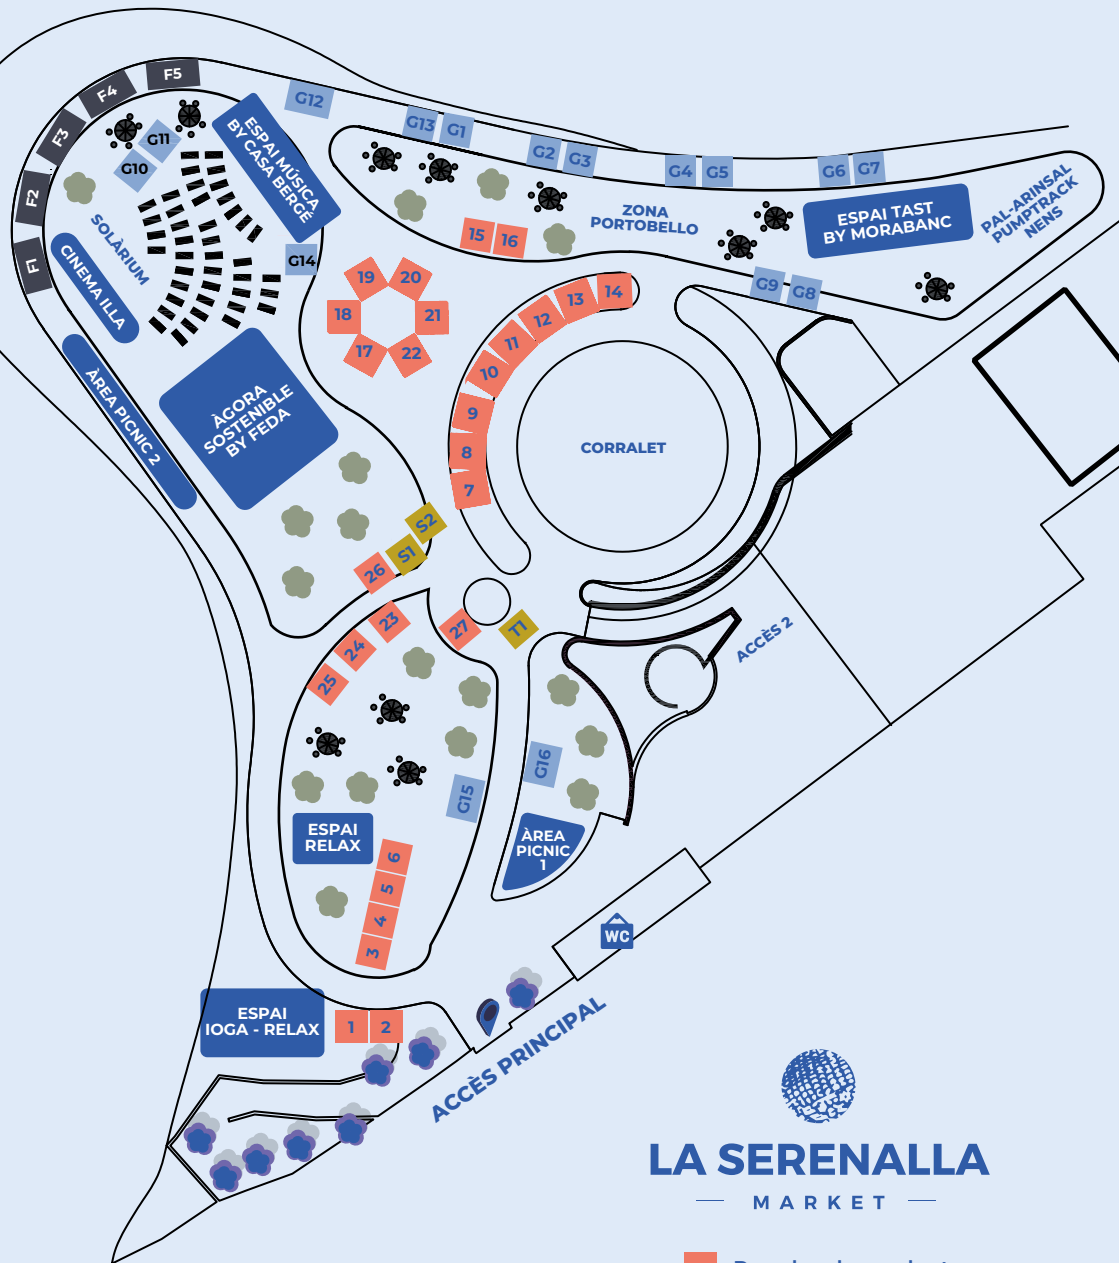 F5
F4
F3
F2
F1
G12
G11
G10
ESPAI MÚSICA
BY CASA BERGÉ
G13
G1
G2
G3
G4
G5
G6
G7
SOLÀRIUM
CINEMA ILLA
G14
15
16
ZONA
PORTOBELLO
ESPAI TAST
BY MORABANC
PAL-ARINSAL
PUMPTRACK
NENS
G9
G8
19
20
18
21
17
22
14
13
12
11
10
9
8
7
CORRALET
ÀREA PICNIC 2
ÀGORA
SOSTENIBLE
BY FEDA
S2
S1
26
23
24
25
27
T1
ACCÈS 2
G16
G15
ESPAI
RELAX
ÀREA
PICNIC
1
6
5
4
3
WC
ESPAI
IOGA - RELAX
1
2
ACCÈS PRINCIPAL
LA SERENALLA
MARKET